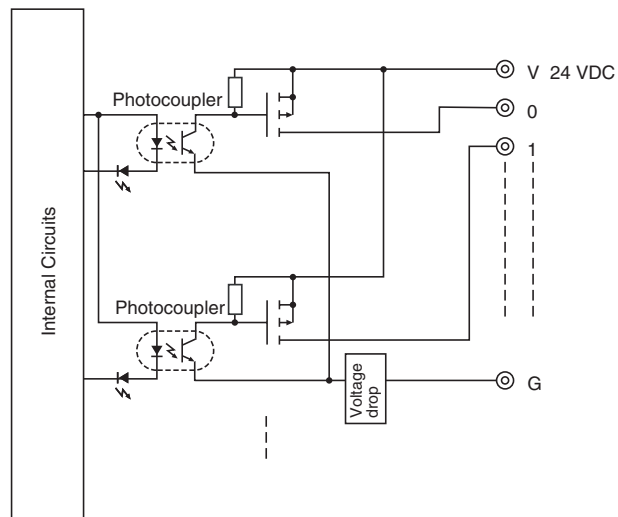 Internal Circuits
Photocoupler
V 24 VDC
0
1
Photocoupler
Voltage
drop
G